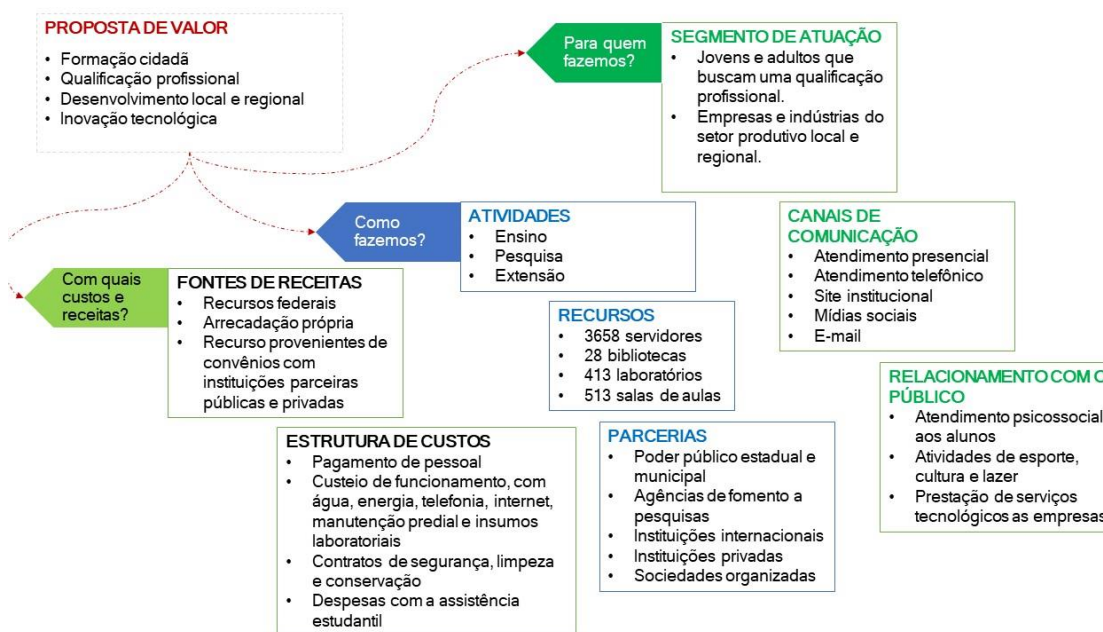 PROPOSTA DE VALOR
• Formação cidadã
• Qualificação profissional
• Desenvolvimento local e regional
• Inovação tecnológica
Para quem
fazemos?
SEGMENTO DE ATUAÇÃO
• Jovens e adultos que
buscam uma qualificação
profissional.
• Empresas e indústrias do
setor produtivo local e
regional.
Como
fazemos?
ATIVIDADES
• Ensino
• Pesquisa
• Extensão
CANAIS DE
COMUNICAÇÃO
• Atendimento presencial
• Atendimento telefônico
• Site institucional
• Mídias sociais
• E-mail
Com quais
custos e
receitas?
FONTES DE RECEITAS
• Recursos federais
• Arrecadação própria
• Recurso provenientes de
convênios com
instituições parceiras
públicas e privadas
RECURSOS
• 3658 servidores
• 28 bibliotecas
• 413 laboratórios
• 513 salas de aulas
RELACIONAMENTO COM O
PÚBLICO
• Atendimento psicossocial
aos alunos
• Atividades de esporte,
cultura e lazer
• Prestação de serviços
tecnológicos as empresas
ESTRUTURA DE CUSTOS
• Pagamento de pessoal
• Custeio de funcionamento, com
água, energia, telefonia, internet,
manutenção predial e insumos
laboratoriais
• Contratos de segurança, limpeza
e conservação
• Despesas com a assistência
estudantil
PARCERIAS
• Poder público estadual e
municipal
• Agências de fomento a
pesquisas
• Instituições internacionais
• Instituições privadas
• Sociedades organizadas